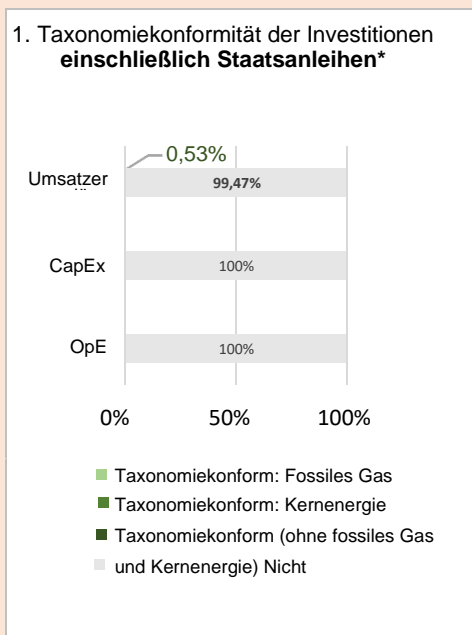 1. Taxonomiekonformität der Investitionen
einschließlich Staatsanleihen*
0,53%
Umsatzer
99,47%
CapEx
100%
OpE
100%
0% 50% 100%
Taxonomiekonform: Fossiles Gas
Taxonomiekonform: Kernenergie
Taxonomiekonform (ohne fossiles Gas
und Kernenergie) Nicht